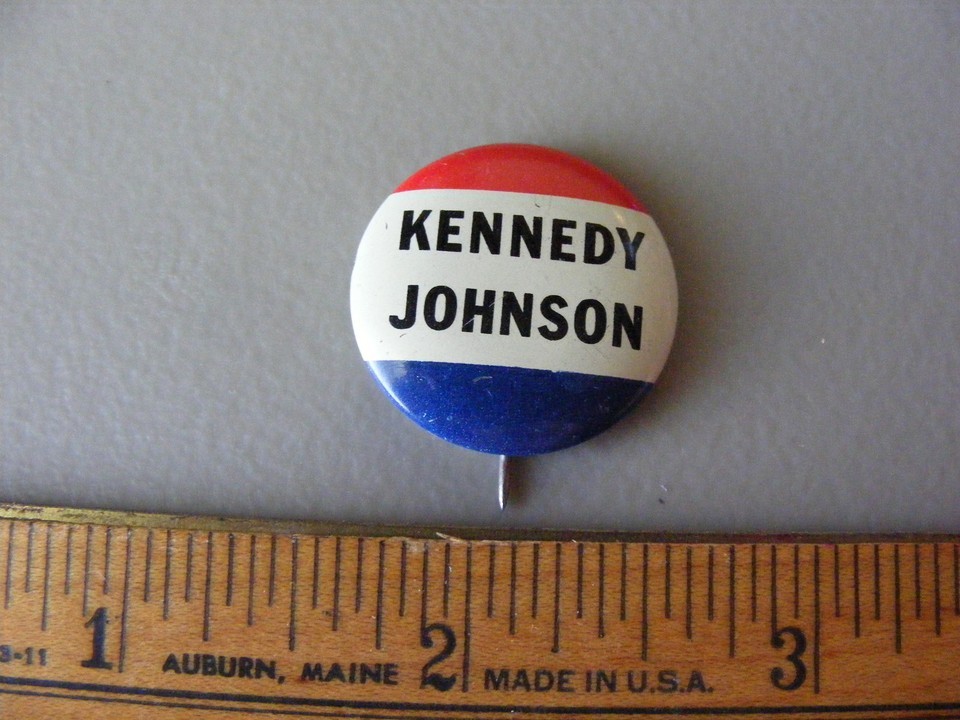 KENNEDY
JOHNSON
1 2 3
AUBURN, MAINE MADE IN U.S.A.